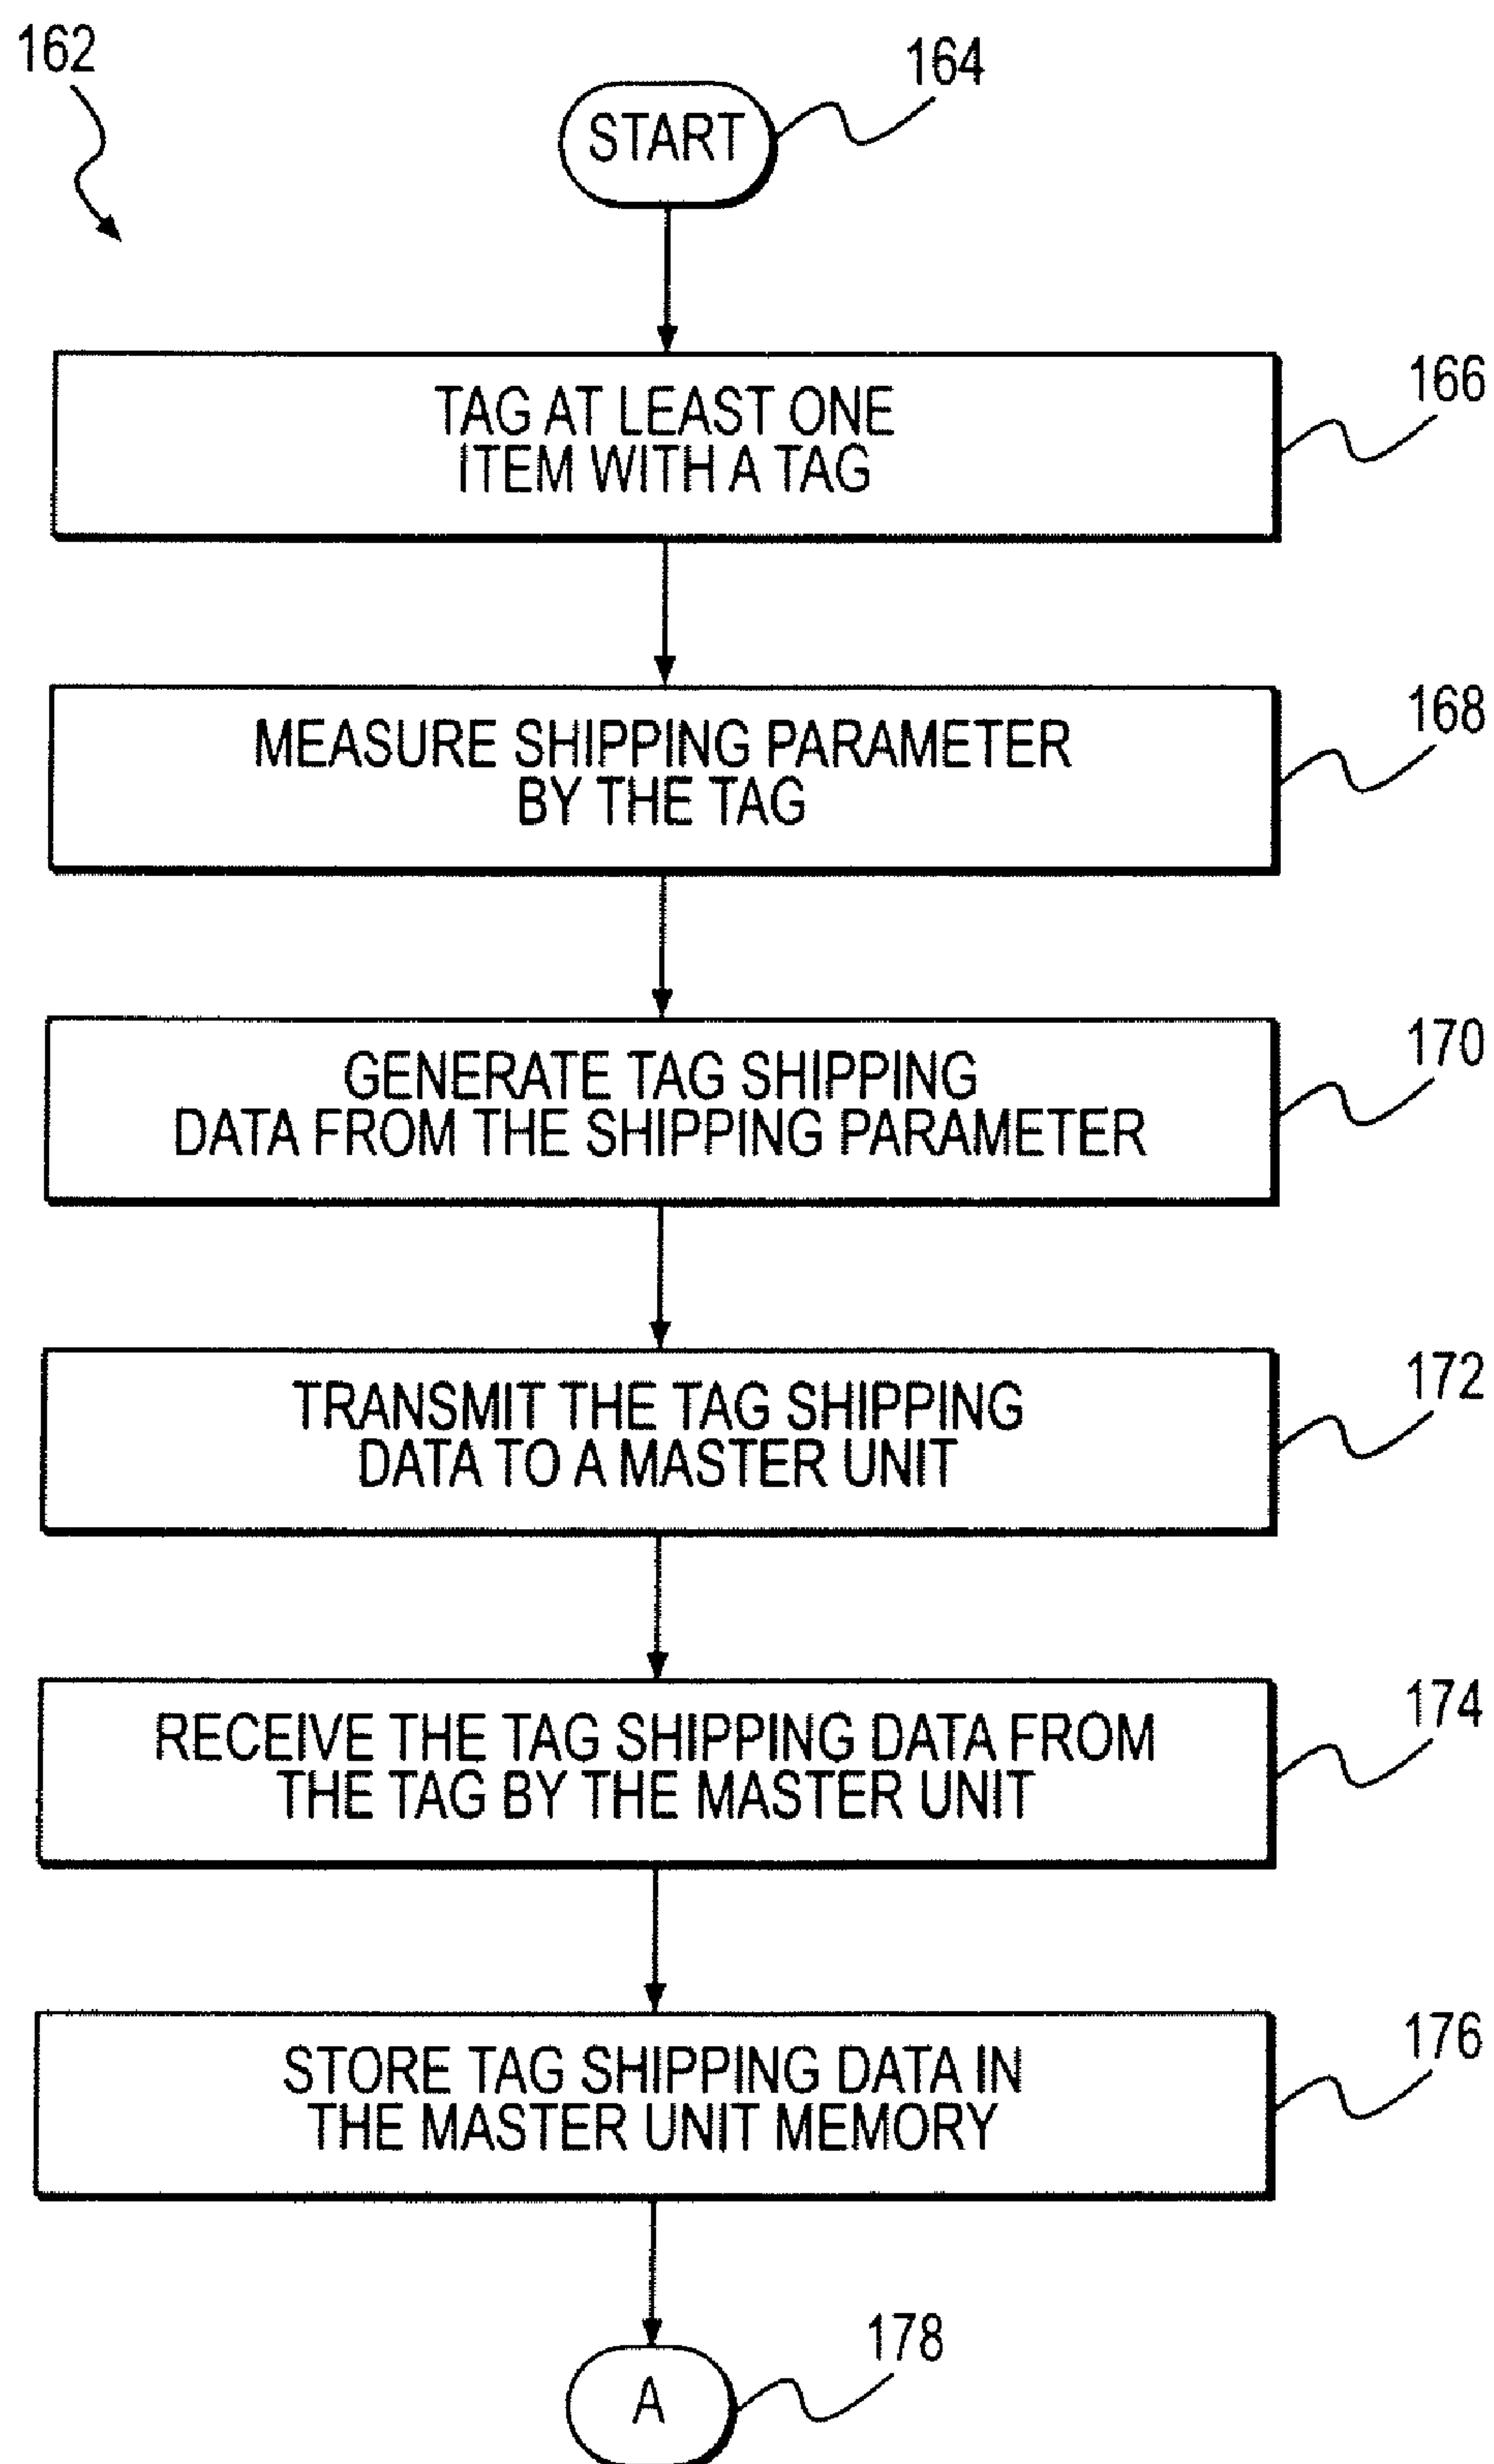 162
164
START
166
TAG AT LEAST ONE
ITEM WITH A TAG
168
MEASURE SHIPPING PARAMETER
BY THE TAG
170
GENERATE TAG SHIPPING
DATA FROM THE SHIPPING PARAMETER
172
TRANSMIT THE TAG SHIPPING
DATA TO A MASTER UNIT
174
RECEIVE THE TAG SHIPPING DATA FROM
THE TAG BY THE MASTER UNIT
176
STORE TAG SHIPPING DATA IN
THE MASTER UNIT MEMORY
178
A